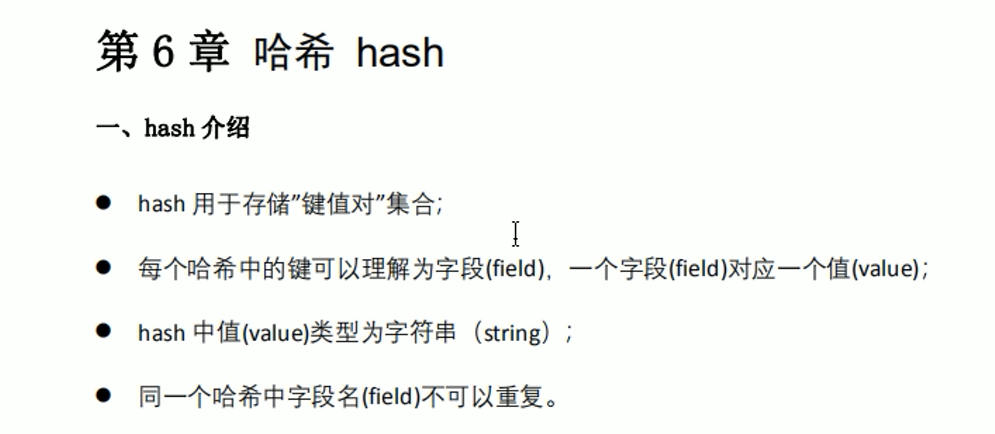 第 6 章 哈希 hash
一、hash 介绍
● hash 用于存储”键值对”集合;
● 每个哈希中的键可以理解为字段(field)，一个字段(field)对应一个值(value);
● hash 中值(value)类型为字符串（string）;
● 同一个哈希中字段名(field)不可以重复。